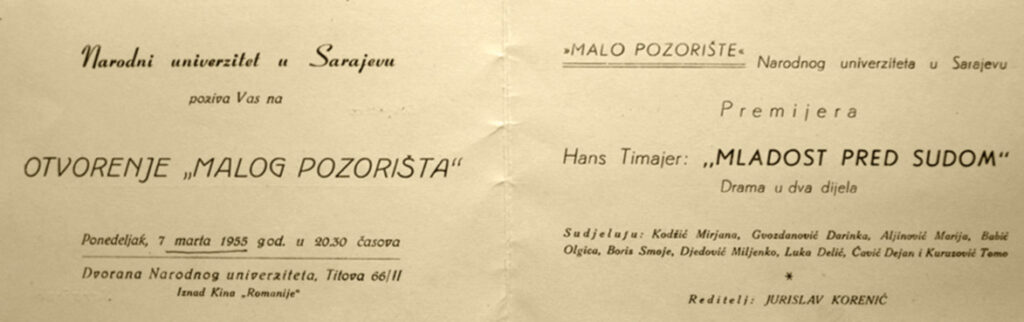 Narodni univerzitet u Sarajevu
poziva Vas na
OTVORENJE „MALOG POZORIŠTA“
Ponedeljak, 7 marta 1955 god. u 20.30 časova
Dvorana Narodnog univerziteta, Titova 66/II
Iznad Kina „Romanije“
»MALO POZORIŠTE« Narodnog univerziteta u Sarajevu
Premijera
Hans Timajer: „MLADOST PRED SUDOM“
Drama u dva dijela
Sudjeluju: Kodžić Mirjana, Gvozdanović Darinka, Aljinović Marija, Babić
Olgica, Boris Smoje, Djedović Miljenko, Luka Delić, Čavić Dejan i Kurazović Tomo
*
Reditelj: JURISLAV KORENIĆ